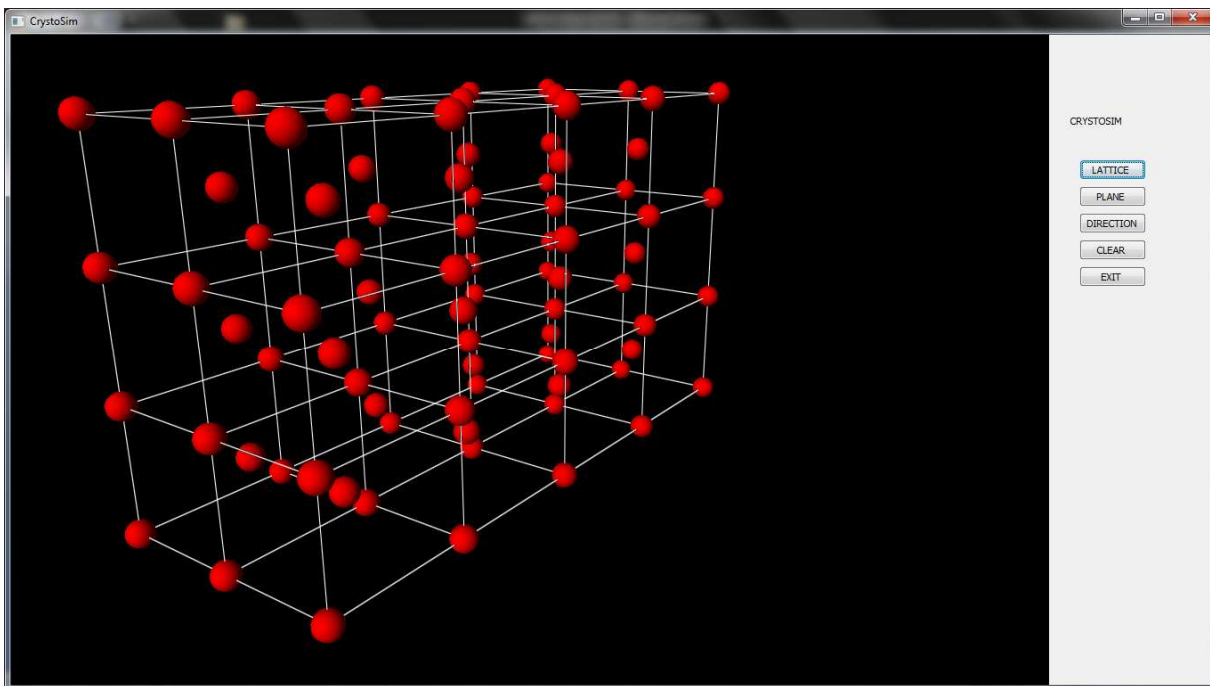 CrystoSim
CRYSTOSIM
LATTICE
PLANE
DIRECTION
CLEAR
EXIT